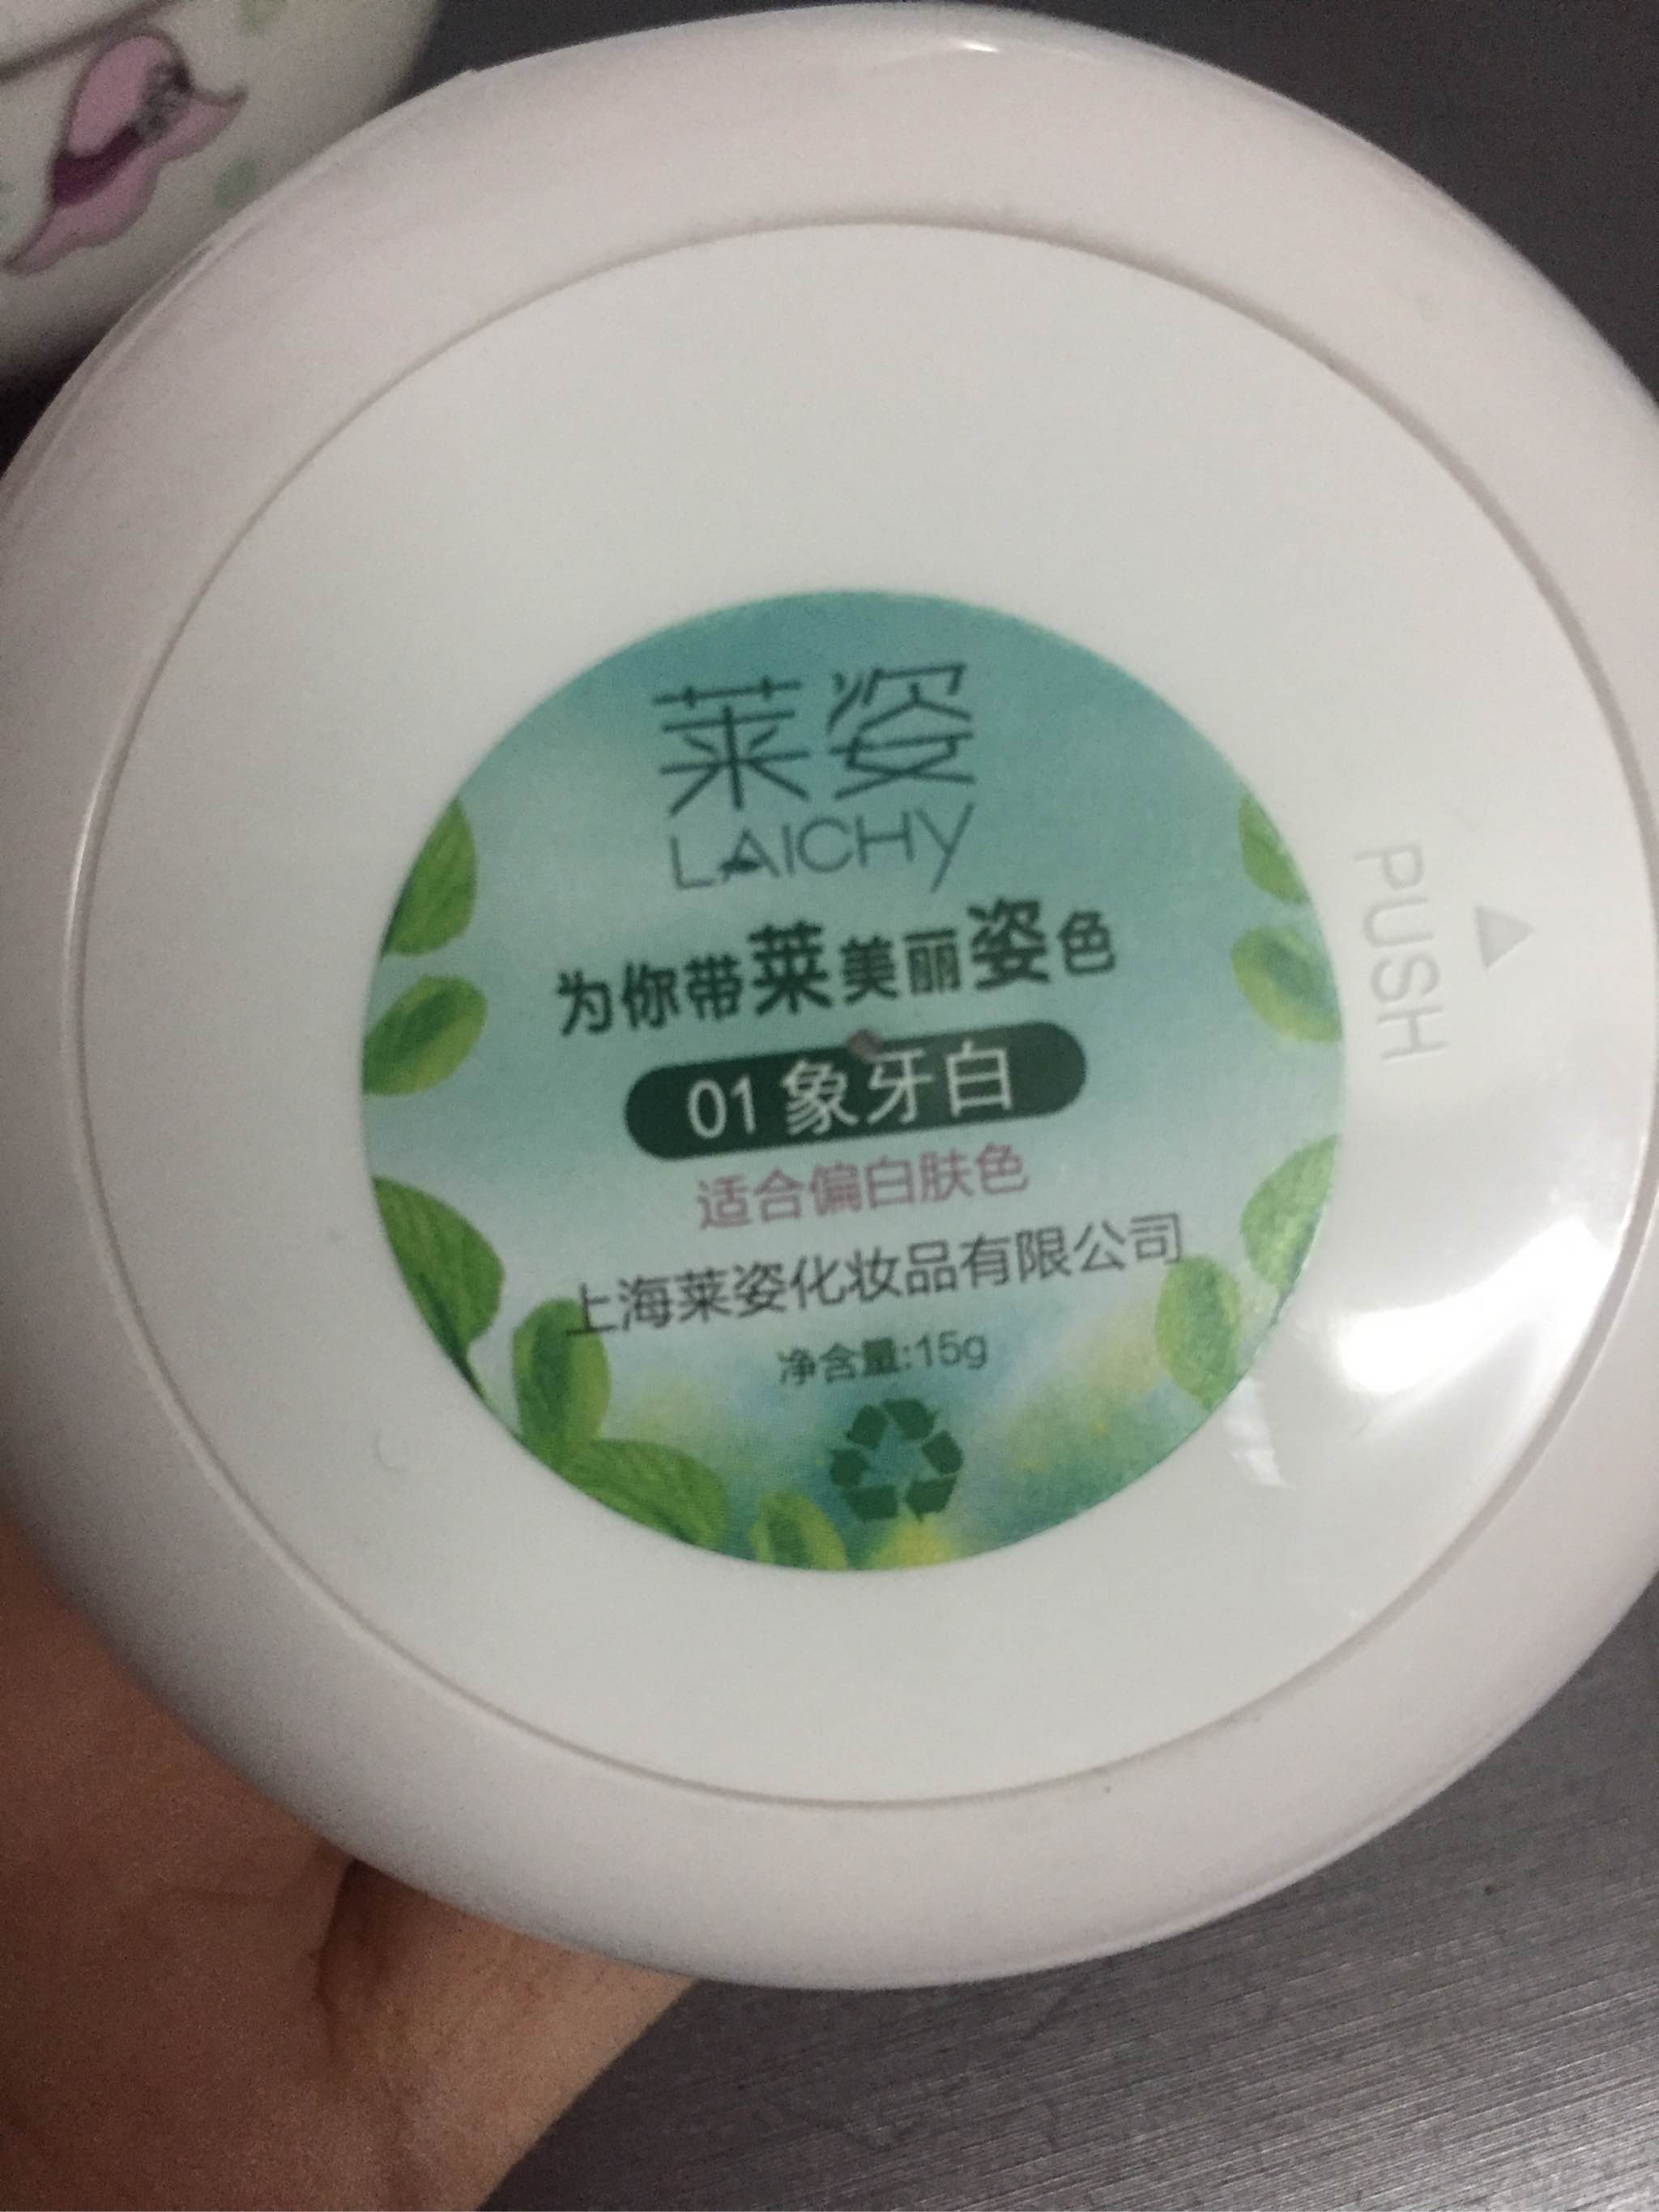 莱姿
LAICHY
为你带莱美丽姿色
01 象牙白
适合偏白肤色
上海莱姿化妆品有限公司
净含量:15g
PUSH